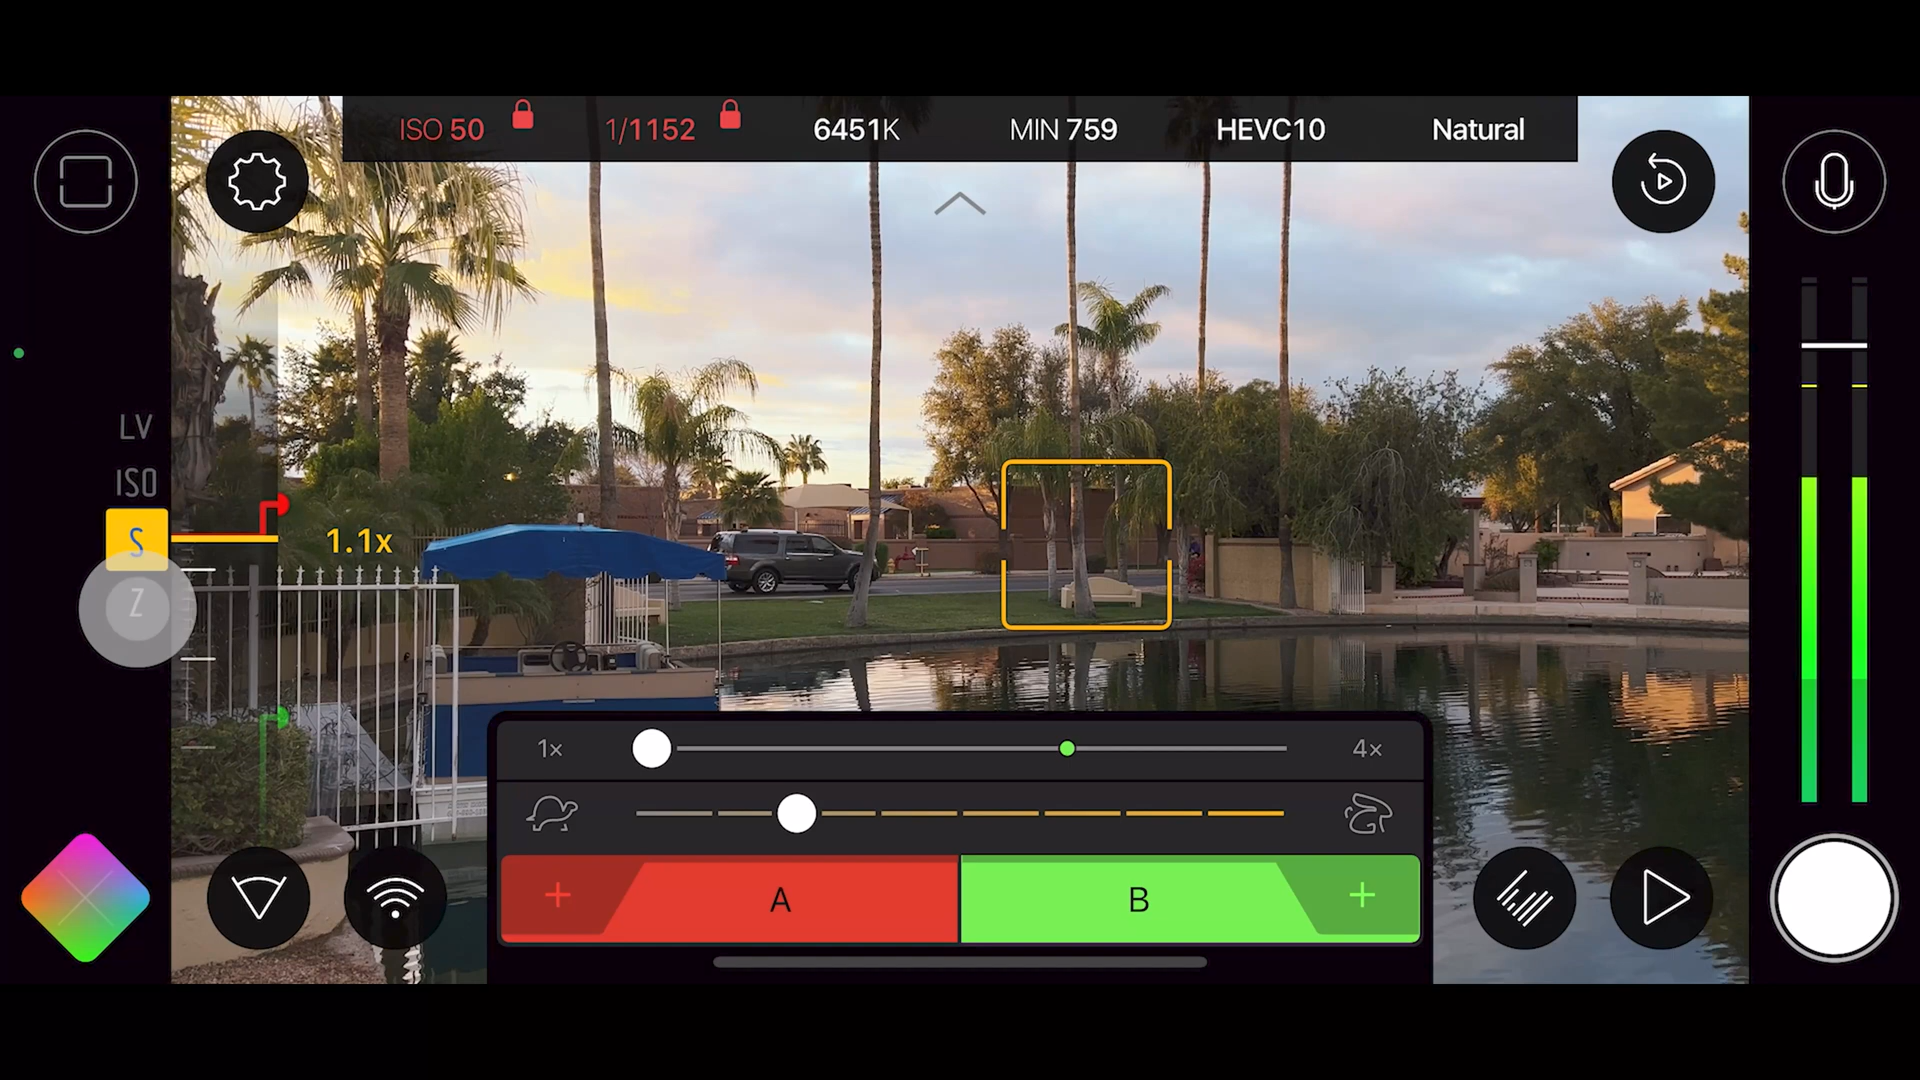 ISO 50 1/1152 6451K MIN 759 HEVC10 Natural
LV
ISO
S
1.1x
Z
1x 4x
+ A B +